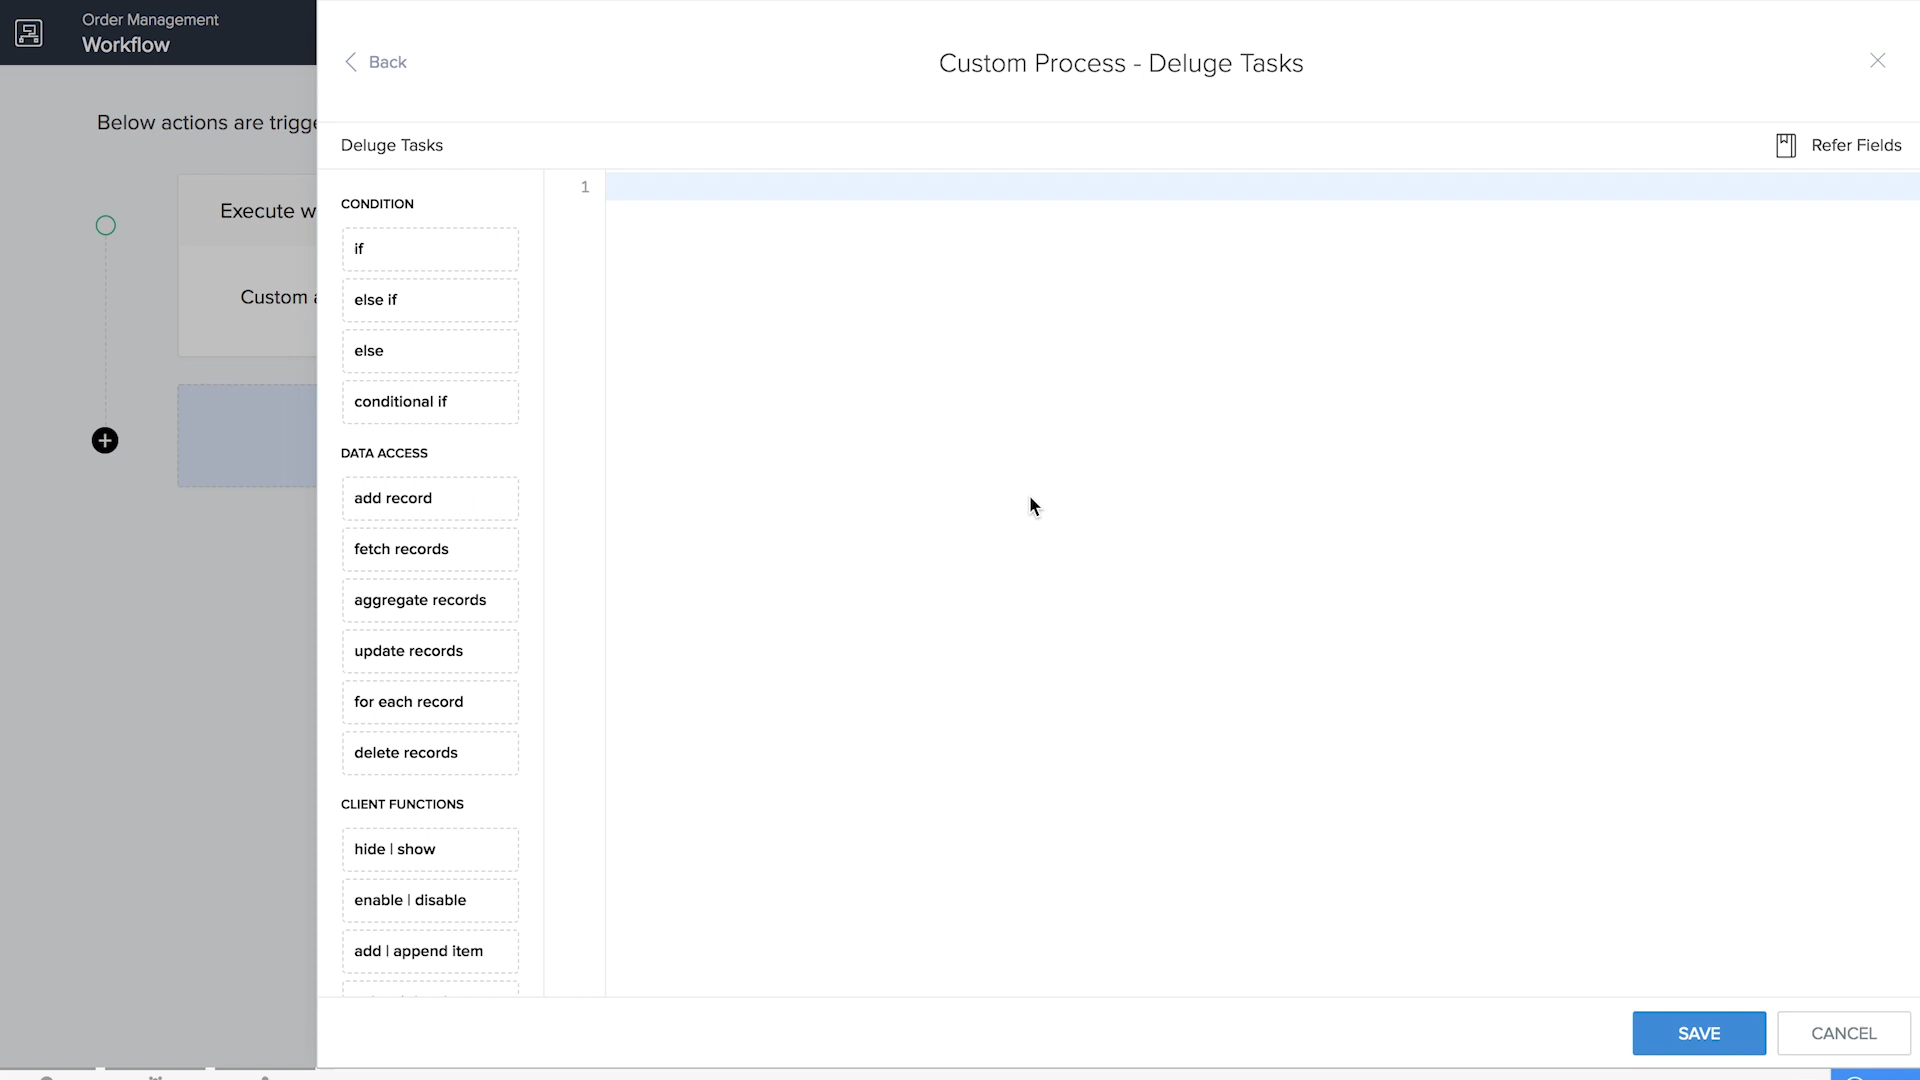 Order Management
Workflow
Back
Custom Process - Deluge Tasks
Below actions are trigge
Deluge Tasks
Refer Fields
Execute w
Custom a
1
CONDITION
if
else if
else
conditional if
DATA ACCESS
add record
fetch records
aggregate records
update records
for each record
delete records
CLIENT FUNCTIONS
hide | show
enable | disable
add | append item
SAVE
CANCEL